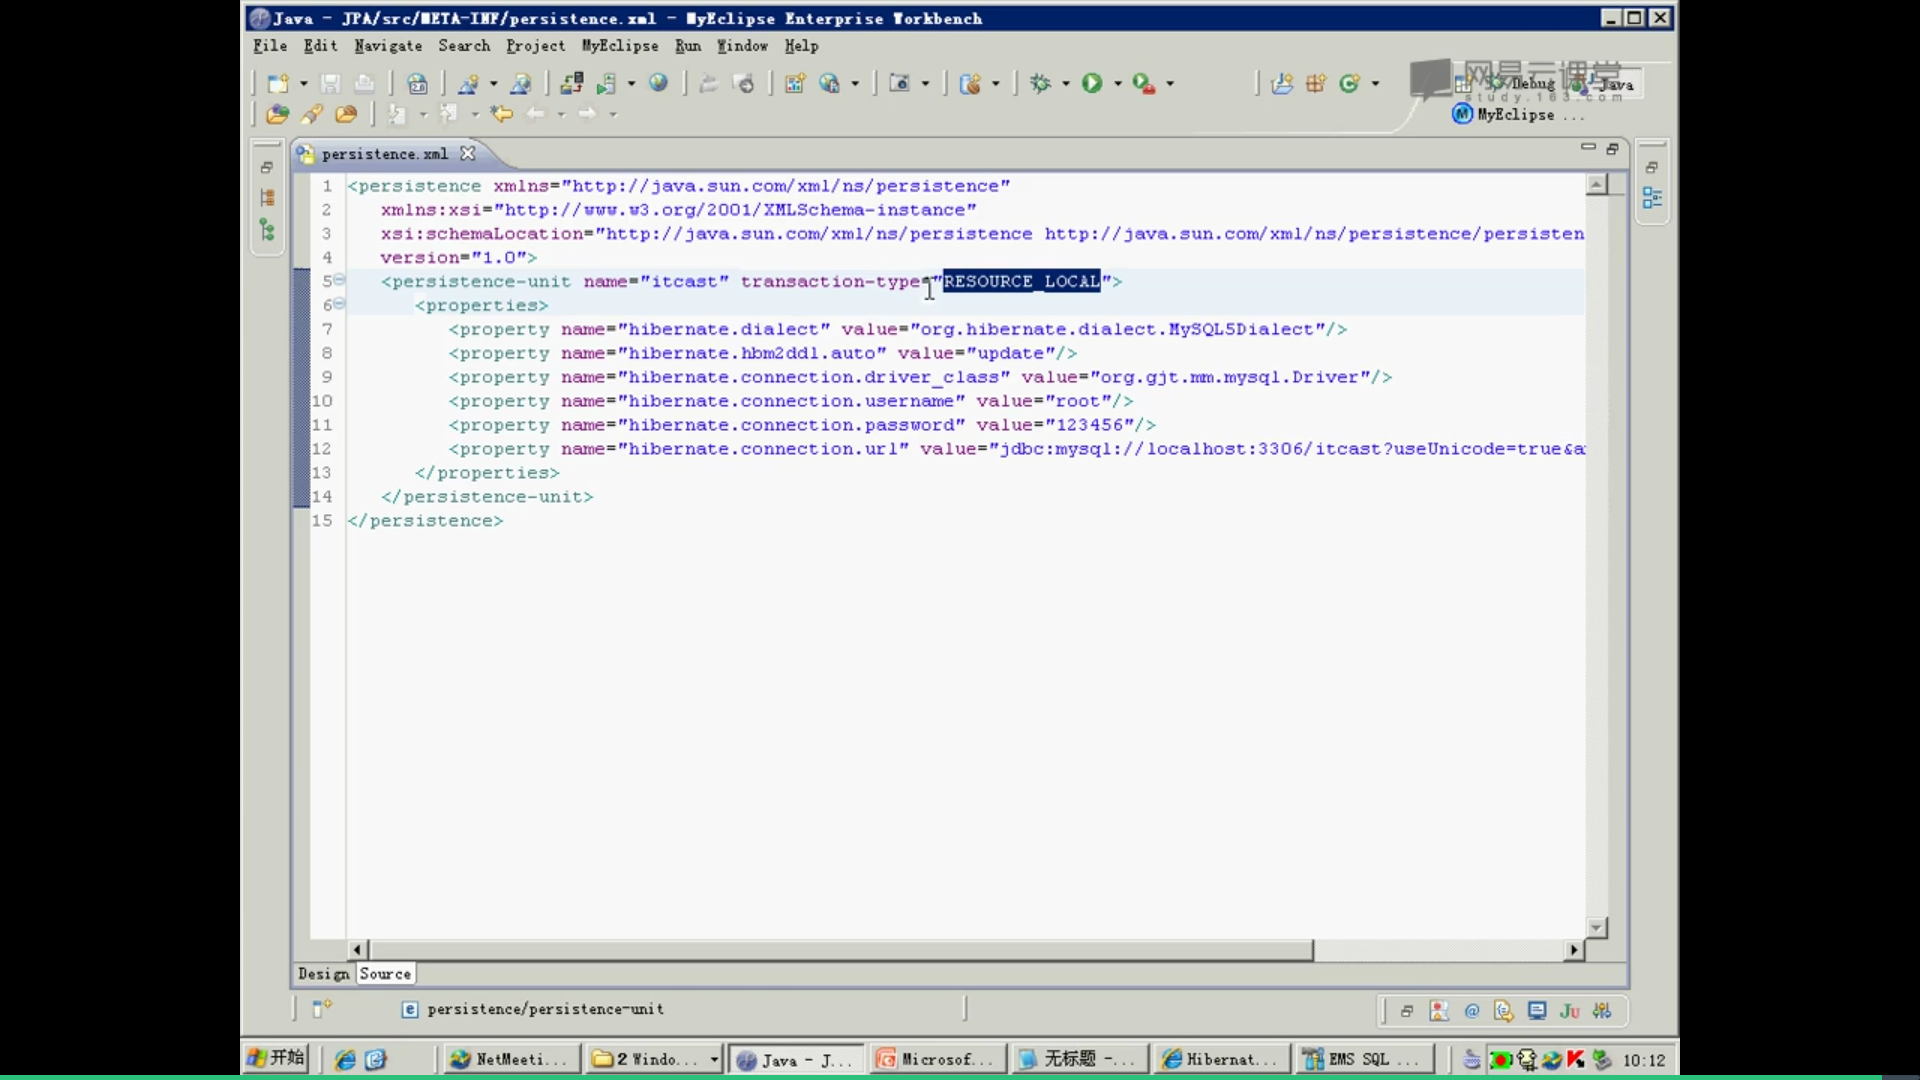 Java - JPA/src/META-INF/persistence.xml - MyEclipse Enterprise Workbench
File Edit Navigate Search Project MyEclipse Run Window Help
网易云课堂
study.163.com
Debug Java
MyEclipse ...
persistence.xml
1 <persistence xmlns="http://java.sun.com/xml/ns/persistence"
2 xmlns:xsi="http://www.w3.org/2001/XMLSchema-instance"
3 xsi:schemaLocation="http://java.sun.com/xml/ns/persistence http://java.sun.com/xml/ns/persistence/persisten
4 version="1.0">
5 <persistence-unit name="itcast" transaction-type="RESOURCE_LOCAL">
6 <properties>
7 <property name="hibernate.dialect" value="org.hibernate.dialect.MySQL5Dialect"/>
8 <property name="hibernate.hbm2ddl.auto" value="update"/>
9 <property name="hibernate.connection.driver_class" value="org.gjt.mm.mysql.Driver"/>
10 <property name="hibernate.connection.username" value="root"/>
11 <property name="hibernate.connection.password" value="123456"/>
12 <property name="hibernate.connection.url" value="jdbc:mysql://localhost:3306/itcast?useUnicode=true&a
13 </properties>
14 </persistence-unit>
15 </persistence>
Design Source
persistence/persistence-unit
开始 NetMeeti... 2 Windo... Java - J... Microsof... 无标题 -... Hibernat... EMS SQL ... 10:12